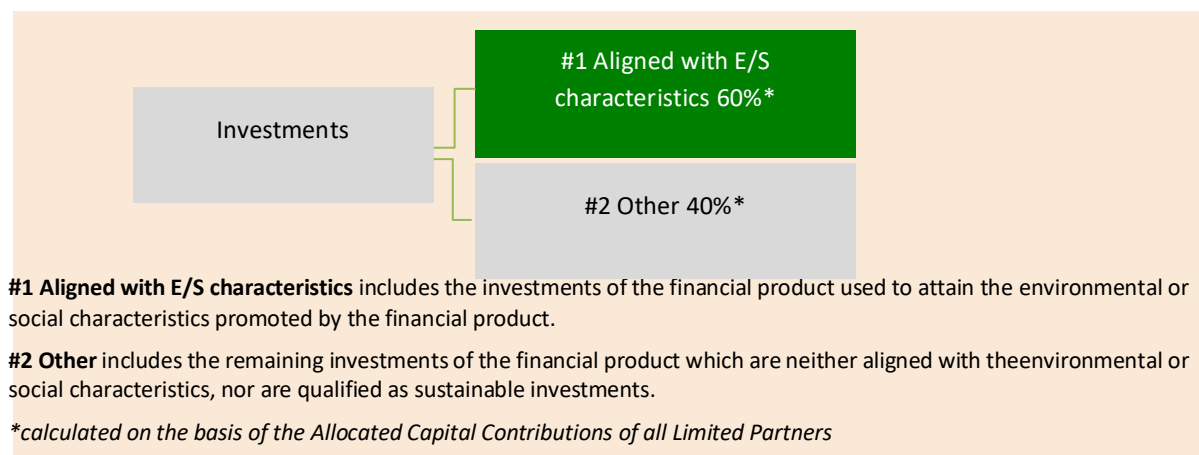 #1 Aligned with E/S
characteristics 60%*
Investments
#2 Other 40%*
#1 Aligned with E/S characteristics includes the investments of the financial product used to attain the environmental or
social characteristics promoted by the financial product.
#2 Other includes the remaining investments of the financial product which are neither aligned with theenvironmental or
social characteristics, nor are qualified as sustainable investments.
*calculated on the basis of the Allocated Capital Contributions of all Limited Partners